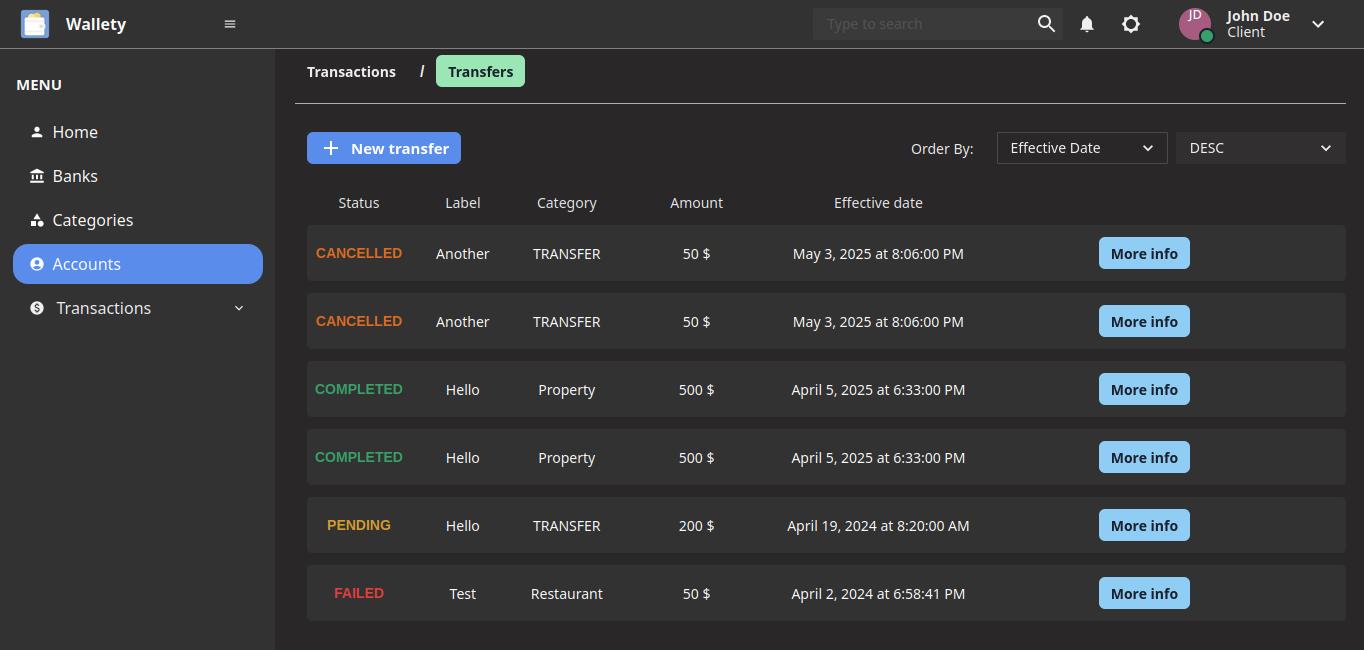 Wallety
Type to search
JD
John Doe
Client
MENU
Home
Banks
Categories
Accounts
Transactions
Transactions / Transfers
New transfer
Order By: Effective Date DESC
Status Label Category Amount Effective date
CANCELLED Another TRANSFER 50 $ May 3, 2025 at 8:06:00 PM More info
CANCELLED Another TRANSFER 50 $ May 3, 2025 at 8:06:00 PM More info
COMPLETED Hello Property 500 $ April 5, 2025 at 6:33:00 PM More info
COMPLETED Hello Property 500 $ April 5, 2025 at 6:33:00 PM More info
PENDING Hello TRANSFER 200 $ April 19, 2024 at 8:20:00 AM More info
FAILED Test Restaurant 50 $ April 2, 2024 at 6:58:41 PM More info